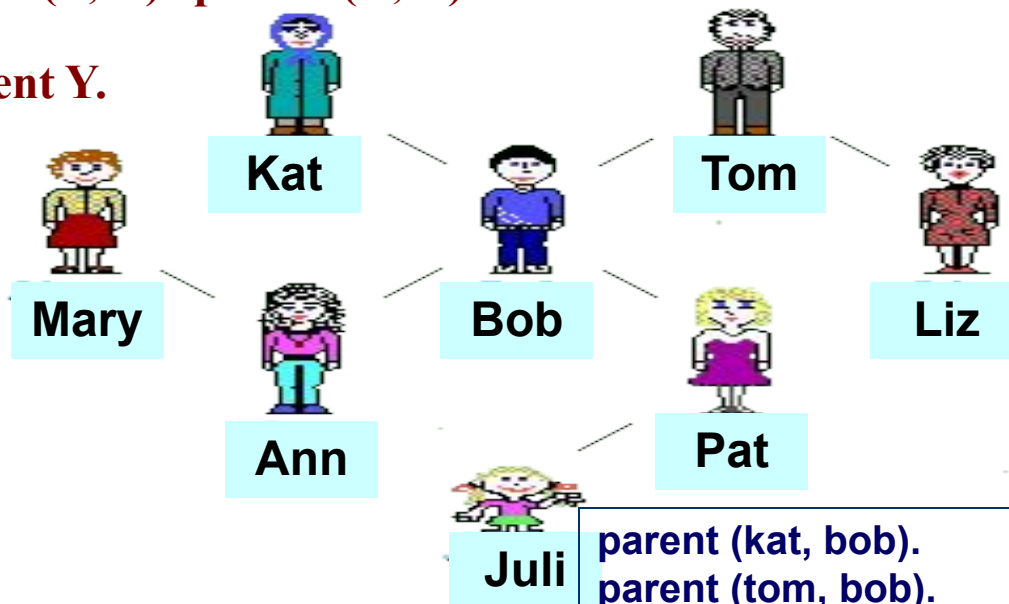 ent Y.
Kat
Tom
Mary
Bob
Liz
Ann
Pat
Juli
parent (kat, bob).
parent (tom, bob).